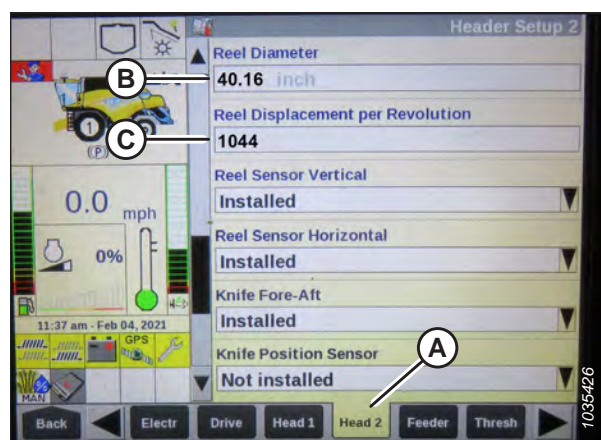 Header Setup 2
Reel Diameter
B
40.16 inch
Reel Displacement per Revolution
C
1044
1
(P)
Reel Sensor Vertical
Installed
0.0 mph
Reel Sensor Horizontal
0%
Installed
Knife Fore-Aft
Installed
11:37 am - Feb 04, 2021
GPS
Knife Position Sensor
A
Not installed
MAN
Back
Electr
Drive
Head 1
Head 2
Feeder
Thresh
1035426